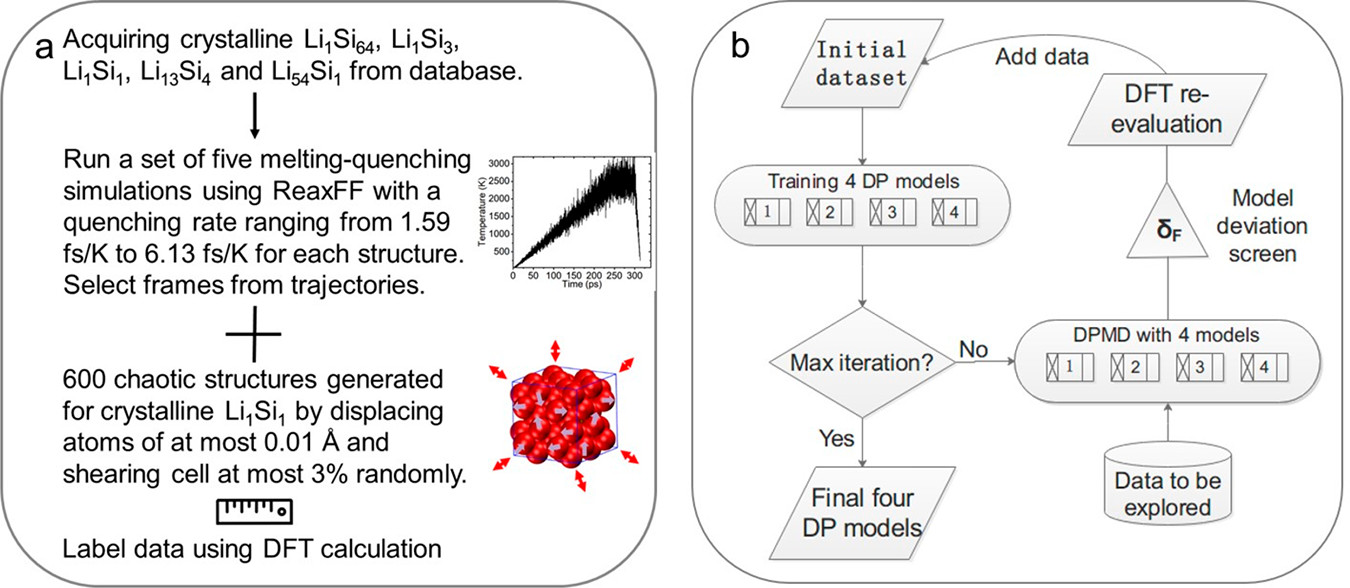 a
Acquiring crystalline Li₁Si₆₄, Li₁Si₃,
Li₁Si₁, Li₁₃Si₄ and Li₅₄Si₁ from database.
Run a set of five melting-quenching
simulations using ReaxFF with a
quenching rate ranging from 1.59
fs/K to 6.13 fs/K for each structure.
Select frames from trajectories.
Temperature (K)
3000
2500
2000
1500
1000
500
0 50 100 150 200 250 300
Time (ps)
600 chaotic structures generated
for crystalline Li₁Si₁ by displacing
atoms of at most 0.01 Å and
shearing cell at most 3% randomly.
Label data using DFT calculation
b
Initial
dataset
Add data
DFT re-
evaluation
Training 4 DP models
1 2 3 4
δF
Model
deviation
screen
Max iteration?
No
DPMD with 4 models
1 2 3 4
Yes
Data to be
explored
Final four
DP models